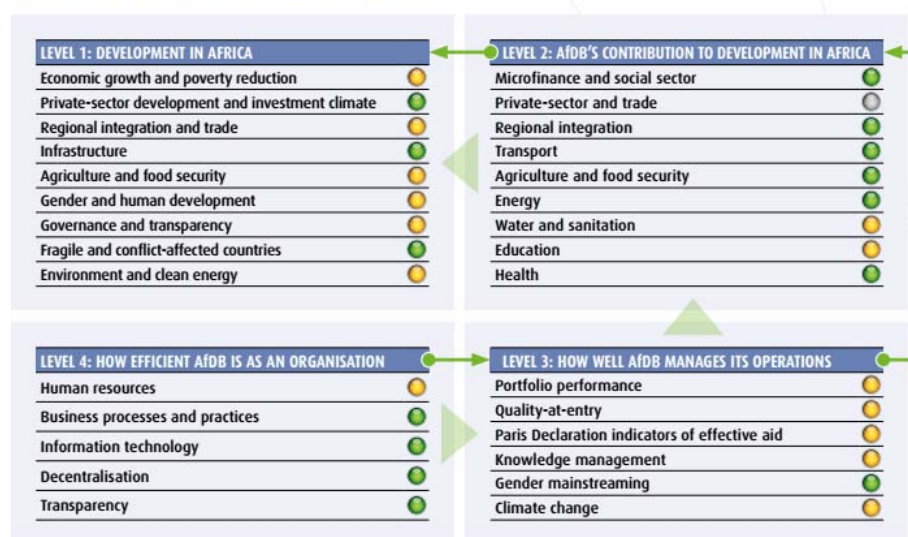 LEVEL 1: DEVELOPMENT IN AFRICA
Economic growth and poverty reduction
Private-sector development and investment climate
Regional integration and trade
Infrastructure
Agriculture and food security
Gender and human development
Governance and transparency
Fragile and conflict-affected countries
Environment and clean energy
LEVEL 2: AfDB'S CONTRIBUTION TO DEVELOPMENT IN AFRICA
Microfinance and social sector
Private-sector and trade
Regional integration
Transport
Agriculture and food security
Energy
Water and sanitation
Education
Health
LEVEL 4: HOW EFFICIENT AfDB IS AS AN ORGANISATION
Human resources
Business processes and practices
Information technology
Decentralisation
Transparency
LEVEL 3: HOW WELL AfDB MANAGES ITS OPERATIONS
Portfolio performance
Quality-at-entry
Paris Declaration indicators of effective aid
Knowledge management
Gender mainstreaming
Climate change